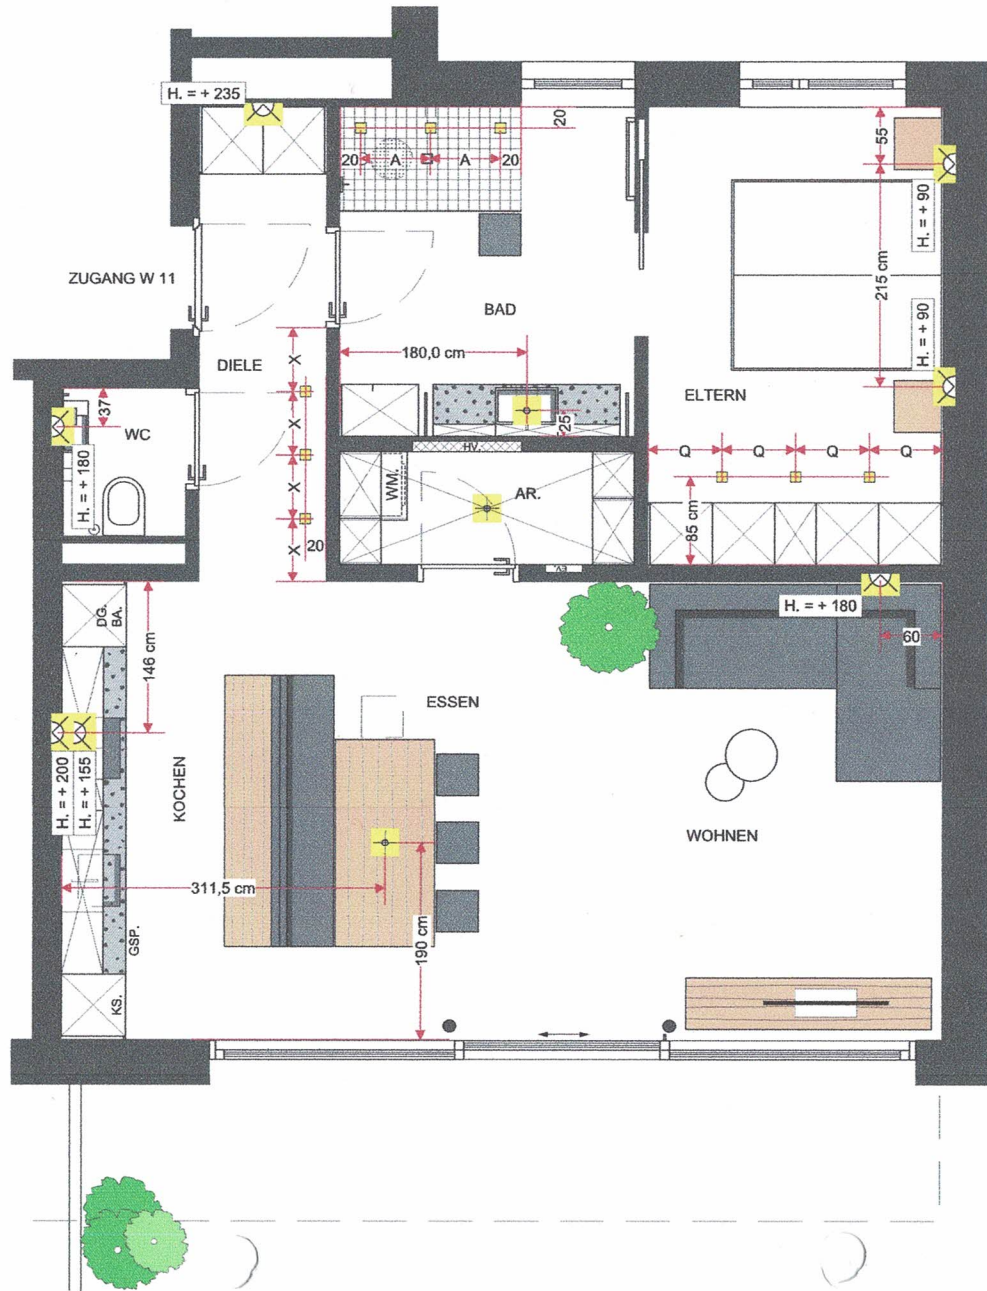 H. = + 235
20
20
A
A
20
55
H. = + 90
ZUGANG W 11
215 cm
BAD
H. = + 90
180,0 cm
X
DIELE
ELTERN
37
X
25
WC
HV.
Q
Q
Q
Q
H. = + 180
X
WM.
AR.
85 cm
X
20
EV.
H. = + 180
60
DG.
BA.
146 cm
ESSEN
H. = + 200
H. = + 155
KOCHEN
WOHNEN
311,5 cm
190 cm
GSP.
KS.